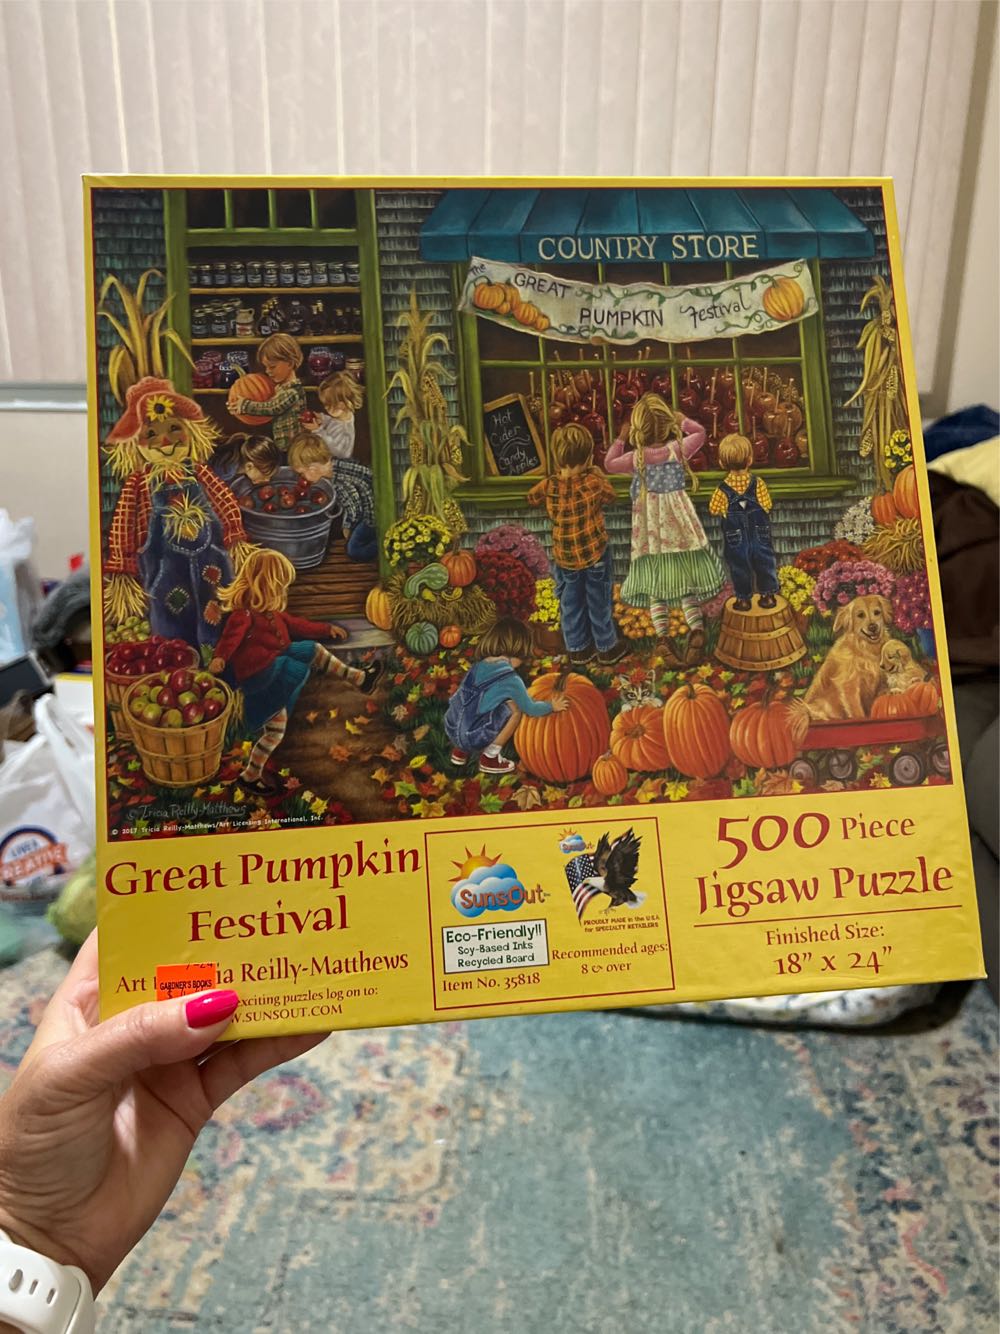 COUNTRY STORE
The
GREAT
PUMPKIN Festival
Hot
Cider
Candy
Apples
© Tricia Reilly-Matthews
© 2017 Tricia Reilly-Matthews/Art Licensing International, Inc.
Great Pumpkin
Festival
Art ia Reilly-Matthews
exciting puzzles log on to:
W.SUNSOUT.COM
GARDNER'S BOOKS
SunsOut
Eco-Friendly!!
Soy-Based Inks
Recycled Board
Item No. 35818
SunsOut
PROUDLY MADE in the U.S.A
for SPECIALTY RETAILERS
Recommended ages:
8 & over
500 Piece
Jigsaw Puzzle
Finished Size:
18" x 24"